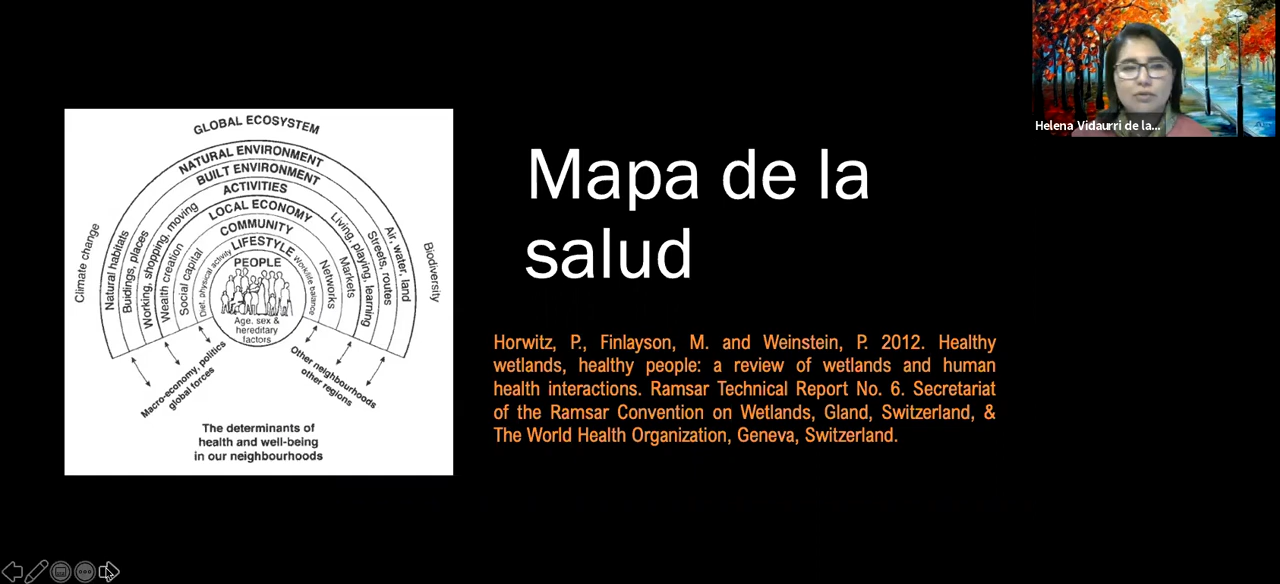 GLOBAL ECOSYSTEM
NATURAL ENVIRONMENT
BUILT ENVIRONMENT
ACTIVITIES
LOCAL ECONOMY
COMMUNITY
LIFESTYLE
PEOPLE
Climate change
Natural habitats
Buidings, places
Working, shopping, moving
Wealth creation
Social capital
Diet, physical activity
Work/life balance
Networks
Markets
Living, playing, learning
Streets, routes
Air, water, land
Biodiversity
Age, sex &
hereditary
factors
Macro-economy, politics
global forces
Other neighbourhoods
other regions
The determinants of
health and well-being
in our neighbourhoods
Mapa de la
salud
Horwitz, P., Finlayson, M. and Weinstein, P. 2012. Healthy
wetlands, healthy people: a review of wetlands and human
health interactions. Ramsar Technical Report No. 6. Secretariat
of the Ramsar Convention on Wetlands, Gland, Switzerland, &
The World Health Organization, Geneva, Switzerland.
Helena Vidaurri de la...